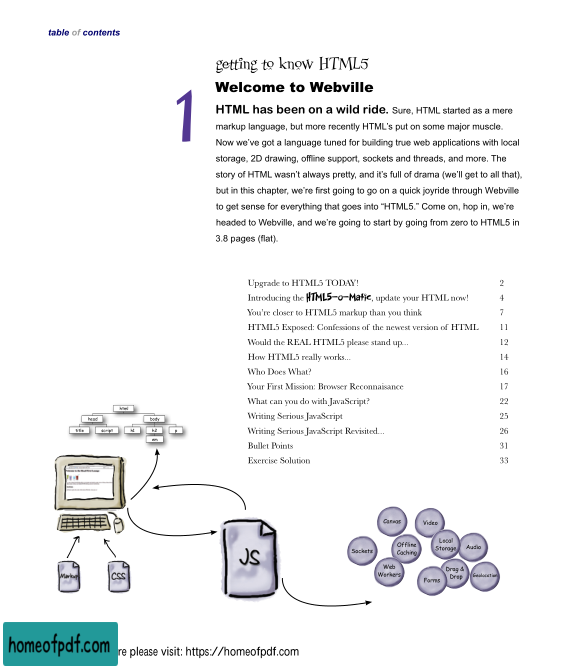 table of contents
getting to know HTML5
1
Welcome to Webville
HTML has been on a wild ride. Sure, HTML started as a mere
markup language, but more recently HTML's put on some major muscle.
Now we've got a language tuned for building true web applications with local
storage, 2D drawing, offline support, sockets and threads, and more. The
story of HTML wasn't always pretty, and it's full of drama (we'll get to all that),
but in this chapter, we're first going to go on a quick joyride through Webville
to get sense for everything that goes into “HTML5.” Come on, hop in, we're
headed to Webville, and we're going to start by going from zero to HTML5 in
3.8 pages (flat).
Upgrade to HTML5 TODAY! 2
Introducing the HTML5-o-Matic, update your HTML now! 4
You're closer to HTML5 markup than you think 7
HTML5 Exposed: Confessions of the newest version of HTML 11
Would the REAL HTML5 please stand up... 12
How HTML5 really works... 14
Who Does What? 16
Your First Mission: Browser Reconnaisance 17
What can you do with JavaScript? 22
Writing Serious JavaScript 25
Writing Serious JavaScript Revisited... 26
Bullet Points 31
Exercise Solution 33
html
head body
title script h1 h2 p
em
Markup
CSS
JS
Canvas
Video
Sockets
Offline
Caching
Local
Storage
Audio
Web
Workers
Forms
Drag &
Drop
Geolocation
homeofpdf.com
re please visit: https://homeofpdf.com